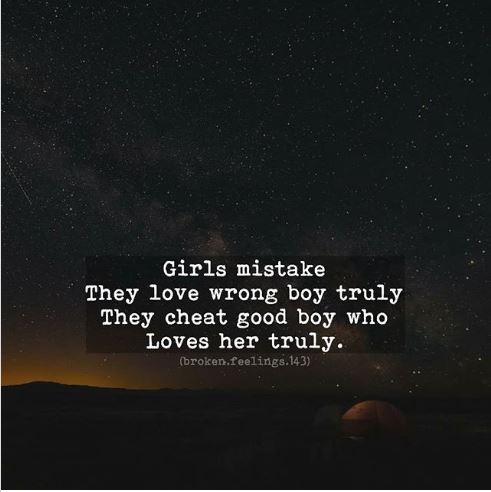 Girls mistake
They love wrong boy truly
They cheat good boy who
Loves her truly.
(broken.feelings.143)